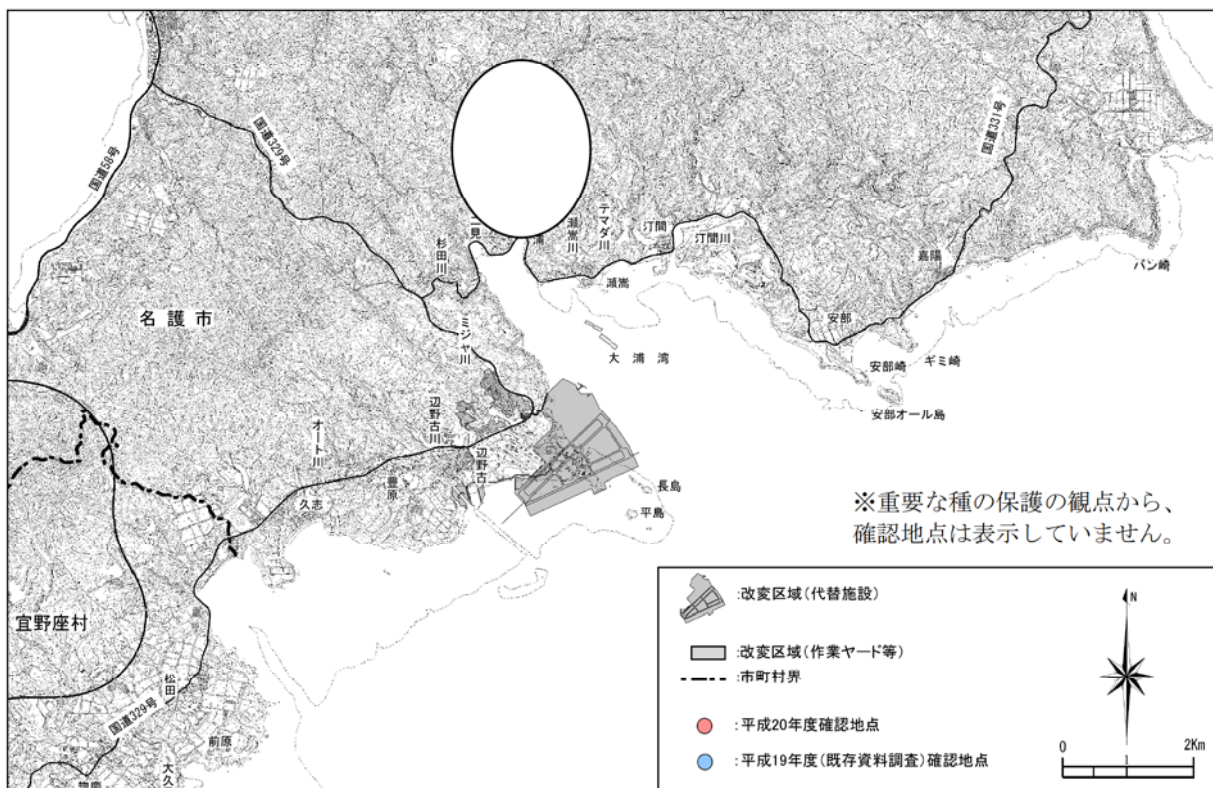 国道58号
国道329号
国道331号
名護市
二見
杉田川
瀬嵩川
テマダ川
汀間
汀間川
瀬嵩
嘉陽
バン崎
安部
安部崎
ギミ崎
安部オール島
大浦湾
ミジャ川
辺野古川
辺野古
オート川
豊原
久志
長島
平島
宜野座村
松田
国道329号
前原
大久
惣慶
※重要な種の保護の観点から、
確認地点は表示していません。
:改変区域(代替施設)
:改変区域(作業ヤード等)
:市町村界
:平成20年度確認地点
:平成19年度(既存資料調査)確認地点
N
0 2Km